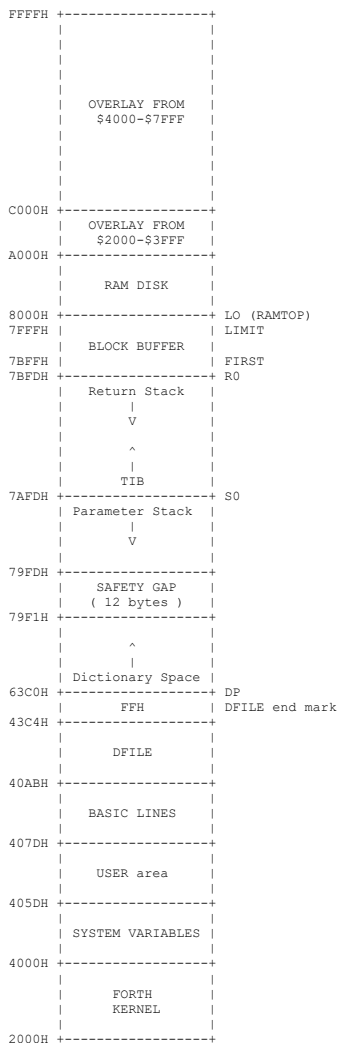 FFFFH +------------------+
      |                  |
      |                  |
      |                  |
      |                  |
      |                  |
      |   OVERLAY FROM   |
      |    $4000-$7FFF   |
      |                  |
      |                  |
      |                  |
      |                  |
      |                  |
C000H +------------------+
      |   OVERLAY FROM   |
      |    $2000-$3FFF   |
A000H +------------------+
      |                  |
      |     RAM DISK     |
      |                  |
8000H +------------------+ LO (RAMTOP)
7FFFH |                  | LIMIT
      |   BLOCK BUFFER   |
7BFFH |                  | FIRST
7BFDH +------------------+ R0
      |   Return Stack   |
      |        |         |
      |        V         |
      |                  |
      |        ^         |
      |        |         |
      |       TIB        |
7AFDH +------------------+ S0
      | Parameter Stack  |
      |        |         |
      |        V         |
      |                  |
79FDH +------------------+
      |    SAFETY GAP    |
      |   ( 12 bytes )   |
79F1H +------------------+
      |                  |
      |        ^         |
      |        |         |
      | Dictionary Space |
63C0H +------------------+ DP
      |       FFH        | DFILE end mark
43C4H +------------------+
      |                  |
      |      DFILE       |
      |                  |
40ABH +------------------+
      |                  |
      |   BASIC LINES    |
      |                  |
407DH +------------------+
      |                  |
      |    USER area     |
      |                  |
405DH +------------------+
      |                  |
      | SYSTEM VARIABLES |
      |                  |
4000H +------------------+
      |                  |
      |      FORTH       |
      |      KERNEL      |
      |                  |
2000H +------------------+